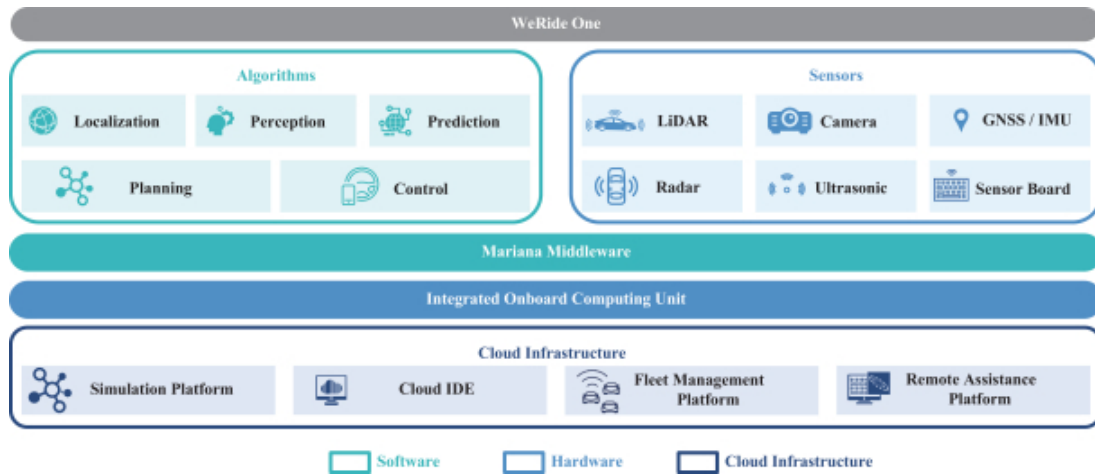 WeRide One
Algorithms
Sensors
Localization
Perception
Prediction
LiDAR
Camera
GNSS / IMU
Planning
Control
Radar
Ultrasonic
Sensor Board
Mariana Middleware
Integrated Onboard Computing Unit
Cloud Infrastructure
Simulation Platform
Cloud IDE
Fleet Management
Platform
Remote Assistance
Platform
Software
Hardware
Cloud Infrastructure